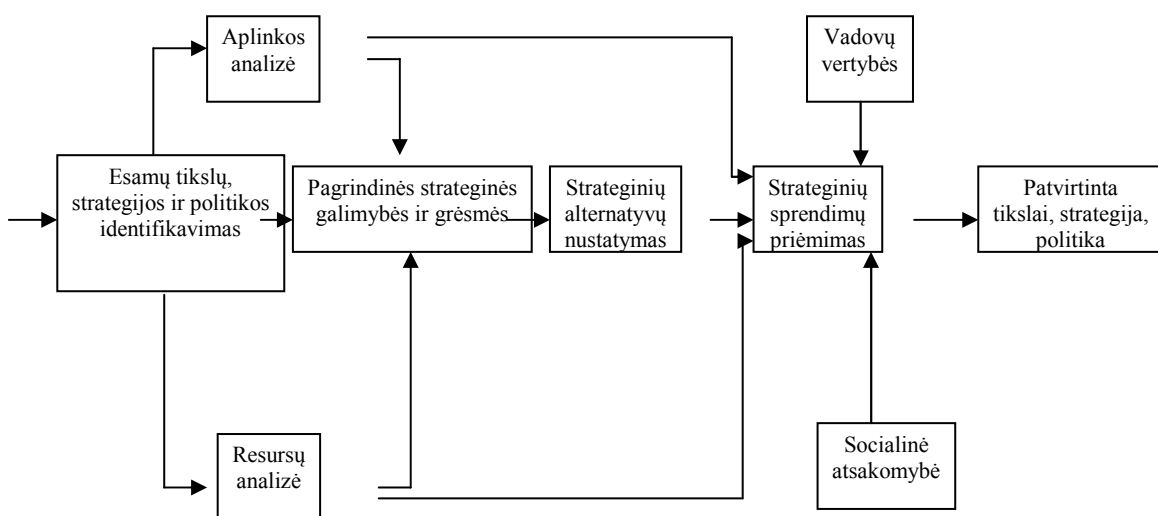 Aplinkos
analizė
Vadovų
vertybės
Esamų tikslų,
strategijos ir politikos
identifikavimas
Pagrindinės strateginės
galimybės ir grėsmės
Strateginių
alternatyvų
nustatymas
Strateginių
sprendimų
priėmimas
Patvirtinta
tikslai, strategija,
politika
Resursų
analizė
Socialinė
atsakomybė